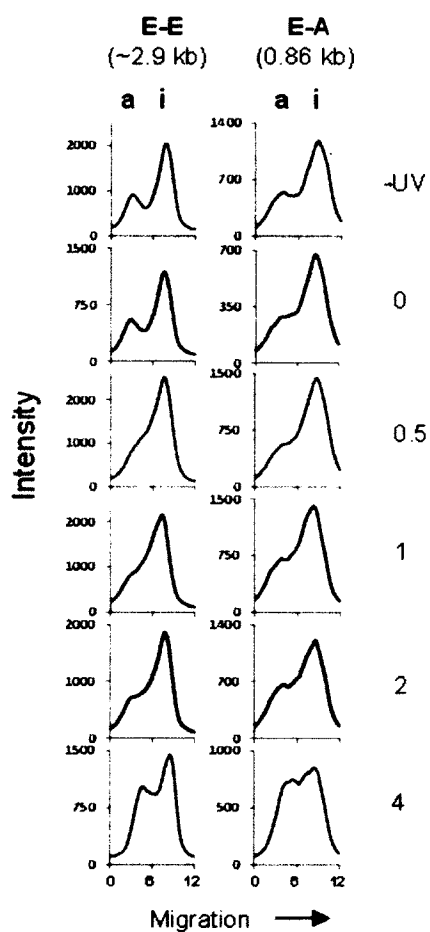 E-E E-A
(~2.9 kb) (0.86 kb)
a i a i
2000 1000 0 1400 700 0 -UV
1500 750 0 700 350 0 0
2000 1000 0 1500 750 0 0.5
2000 1000 0 1500 750 0 1
2000 1000 0 1400 700 0 2
1500 750 0 1000 500 0 4
0 6 12 0 6 12
Intensity
Migration